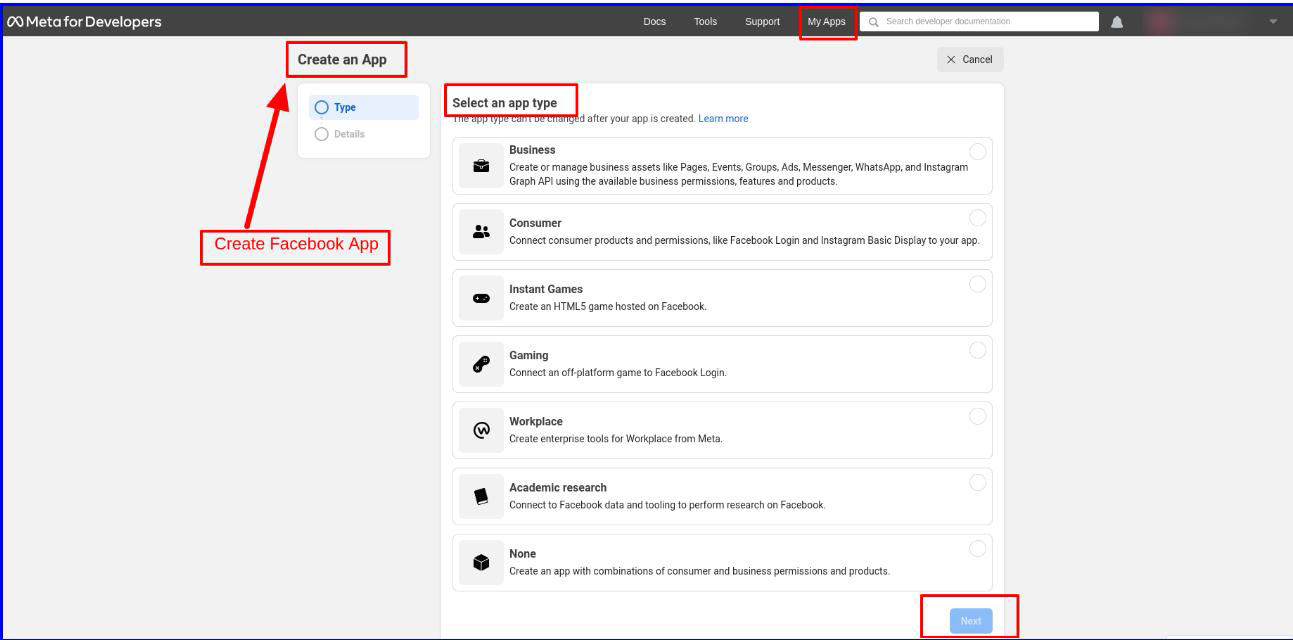 Meta for Developers
Docs Tools Support My Apps Search developer documentation
Create an App
Cancel
Type
Details
Select an app type
The app type can't be changed after your app is created. Learn more
Business
Create or manage business assets like Pages, Events, Groups, Ads, Messenger, WhatsApp, and Instagram
Graph API using the available business permissions, features and products.
Create Facebook App
Consumer
Connect consumer products and permissions, like Facebook Login and Instagram Basic Display to your app.
Instant Games
Create an HTML5 game hosted on Facebook.
Gaming
Connect an off-platform game to Facebook Login.
Workplace
Create enterprise tools for Workplace from Meta.
Academic research
Connect to Facebook data and tooling to perform research on Facebook.
None
Create an app with combinations of consumer and business permissions and products.
Next